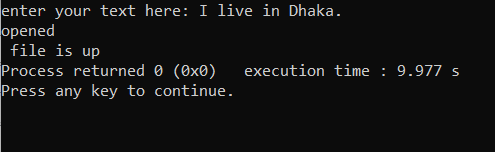 enter your text here: I live in Dhaka.
opened
 file is up
Process returned 0 (0x0)   execution time : 9.977 s
Press any key to continue.